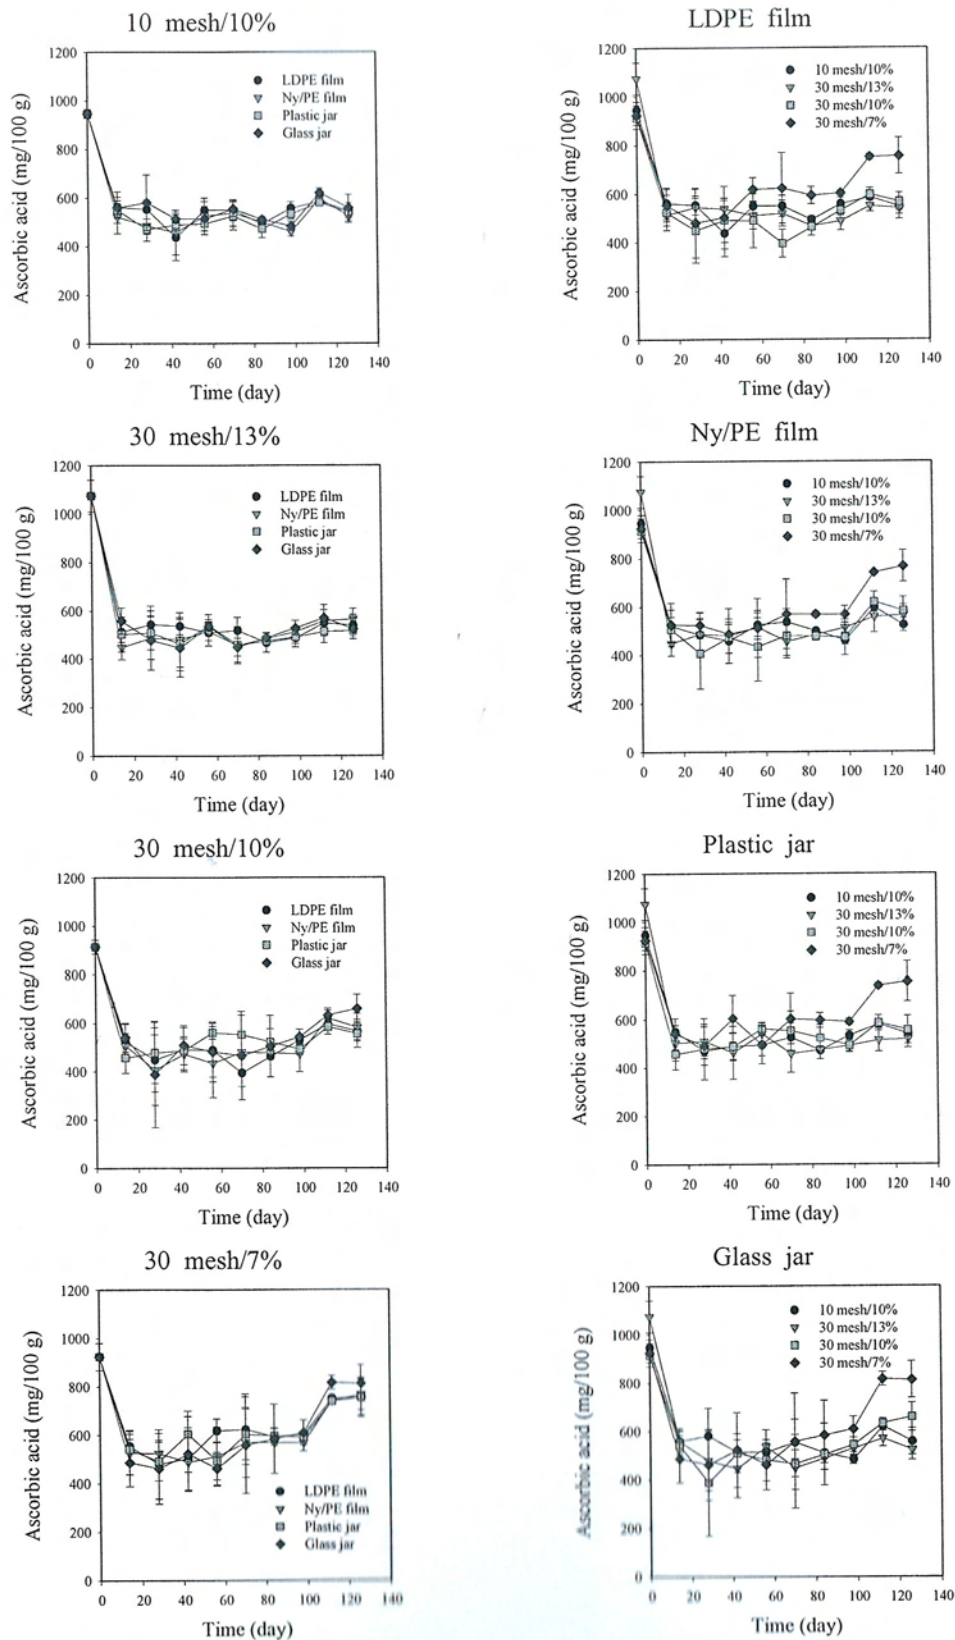 10 mesh/10%
1200
1000
800
600
400
200
0
Ascorbic acid (mg/100 g)
LDPE film
Ny/PE film
Plastic jar
Glass jar
0 20 40 60 80 100 120 140
Time (day)
LDPE film
1200
1000
800
600
400
200
0
Ascorbic acid (mg/100 g)
10 mesh/10%
30 mesh/13%
30 mesh/10%
30 mesh/7%
0 20 40 60 80 100 120 140
Time (day)
30 mesh/13%
1200
1000
800
600
400
200
0
Ascorbic acid (mg/100 g)
LDPE film
Ny/PE film
Plastic jar
Glass jar
0 20 40 60 80 100 120 140
Time (day)
Ny/PE film
1200
1000
800
600
400
200
0
Ascorbic acid (mg/100 g)
10 mesh/10%
30 mesh/13%
30 mesh/10%
30 mesh/7%
0 20 40 60 80 100 120 140
Time (day)
30 mesh/10%
1200
1000
800
600
400
200
0
Ascorbic acid (mg/100 g)
LDPE film
Ny/PE film
Plastic jar
Glass jar
0 20 40 60 80 100 120 140
Time (day)
Plastic jar
1200
1000
800
600
400
200
0
Ascorbic acid (mg/100 g)
10 mesh/10%
30 mesh/13%
30 mesh/10%
30 mesh/7%
0 20 40 60 80 100 120 140
Time (day)
30 mesh/7%
1200
1000
800
600
400
200
0
Ascorbic acid (mg/100 g)
LDPE film
Ny/PE film
Plastic jar
Glass jar
0 20 40 60 80 100 120 140
Time (day)
Glass jar
1200
1000
800
600
400
200
0
Ascorbic acid (mg/100 g)
10 mesh/10%
30 mesh/13%
30 mesh/10%
30 mesh/7%
0 20 40 60 80 100 120 140
Time (day)